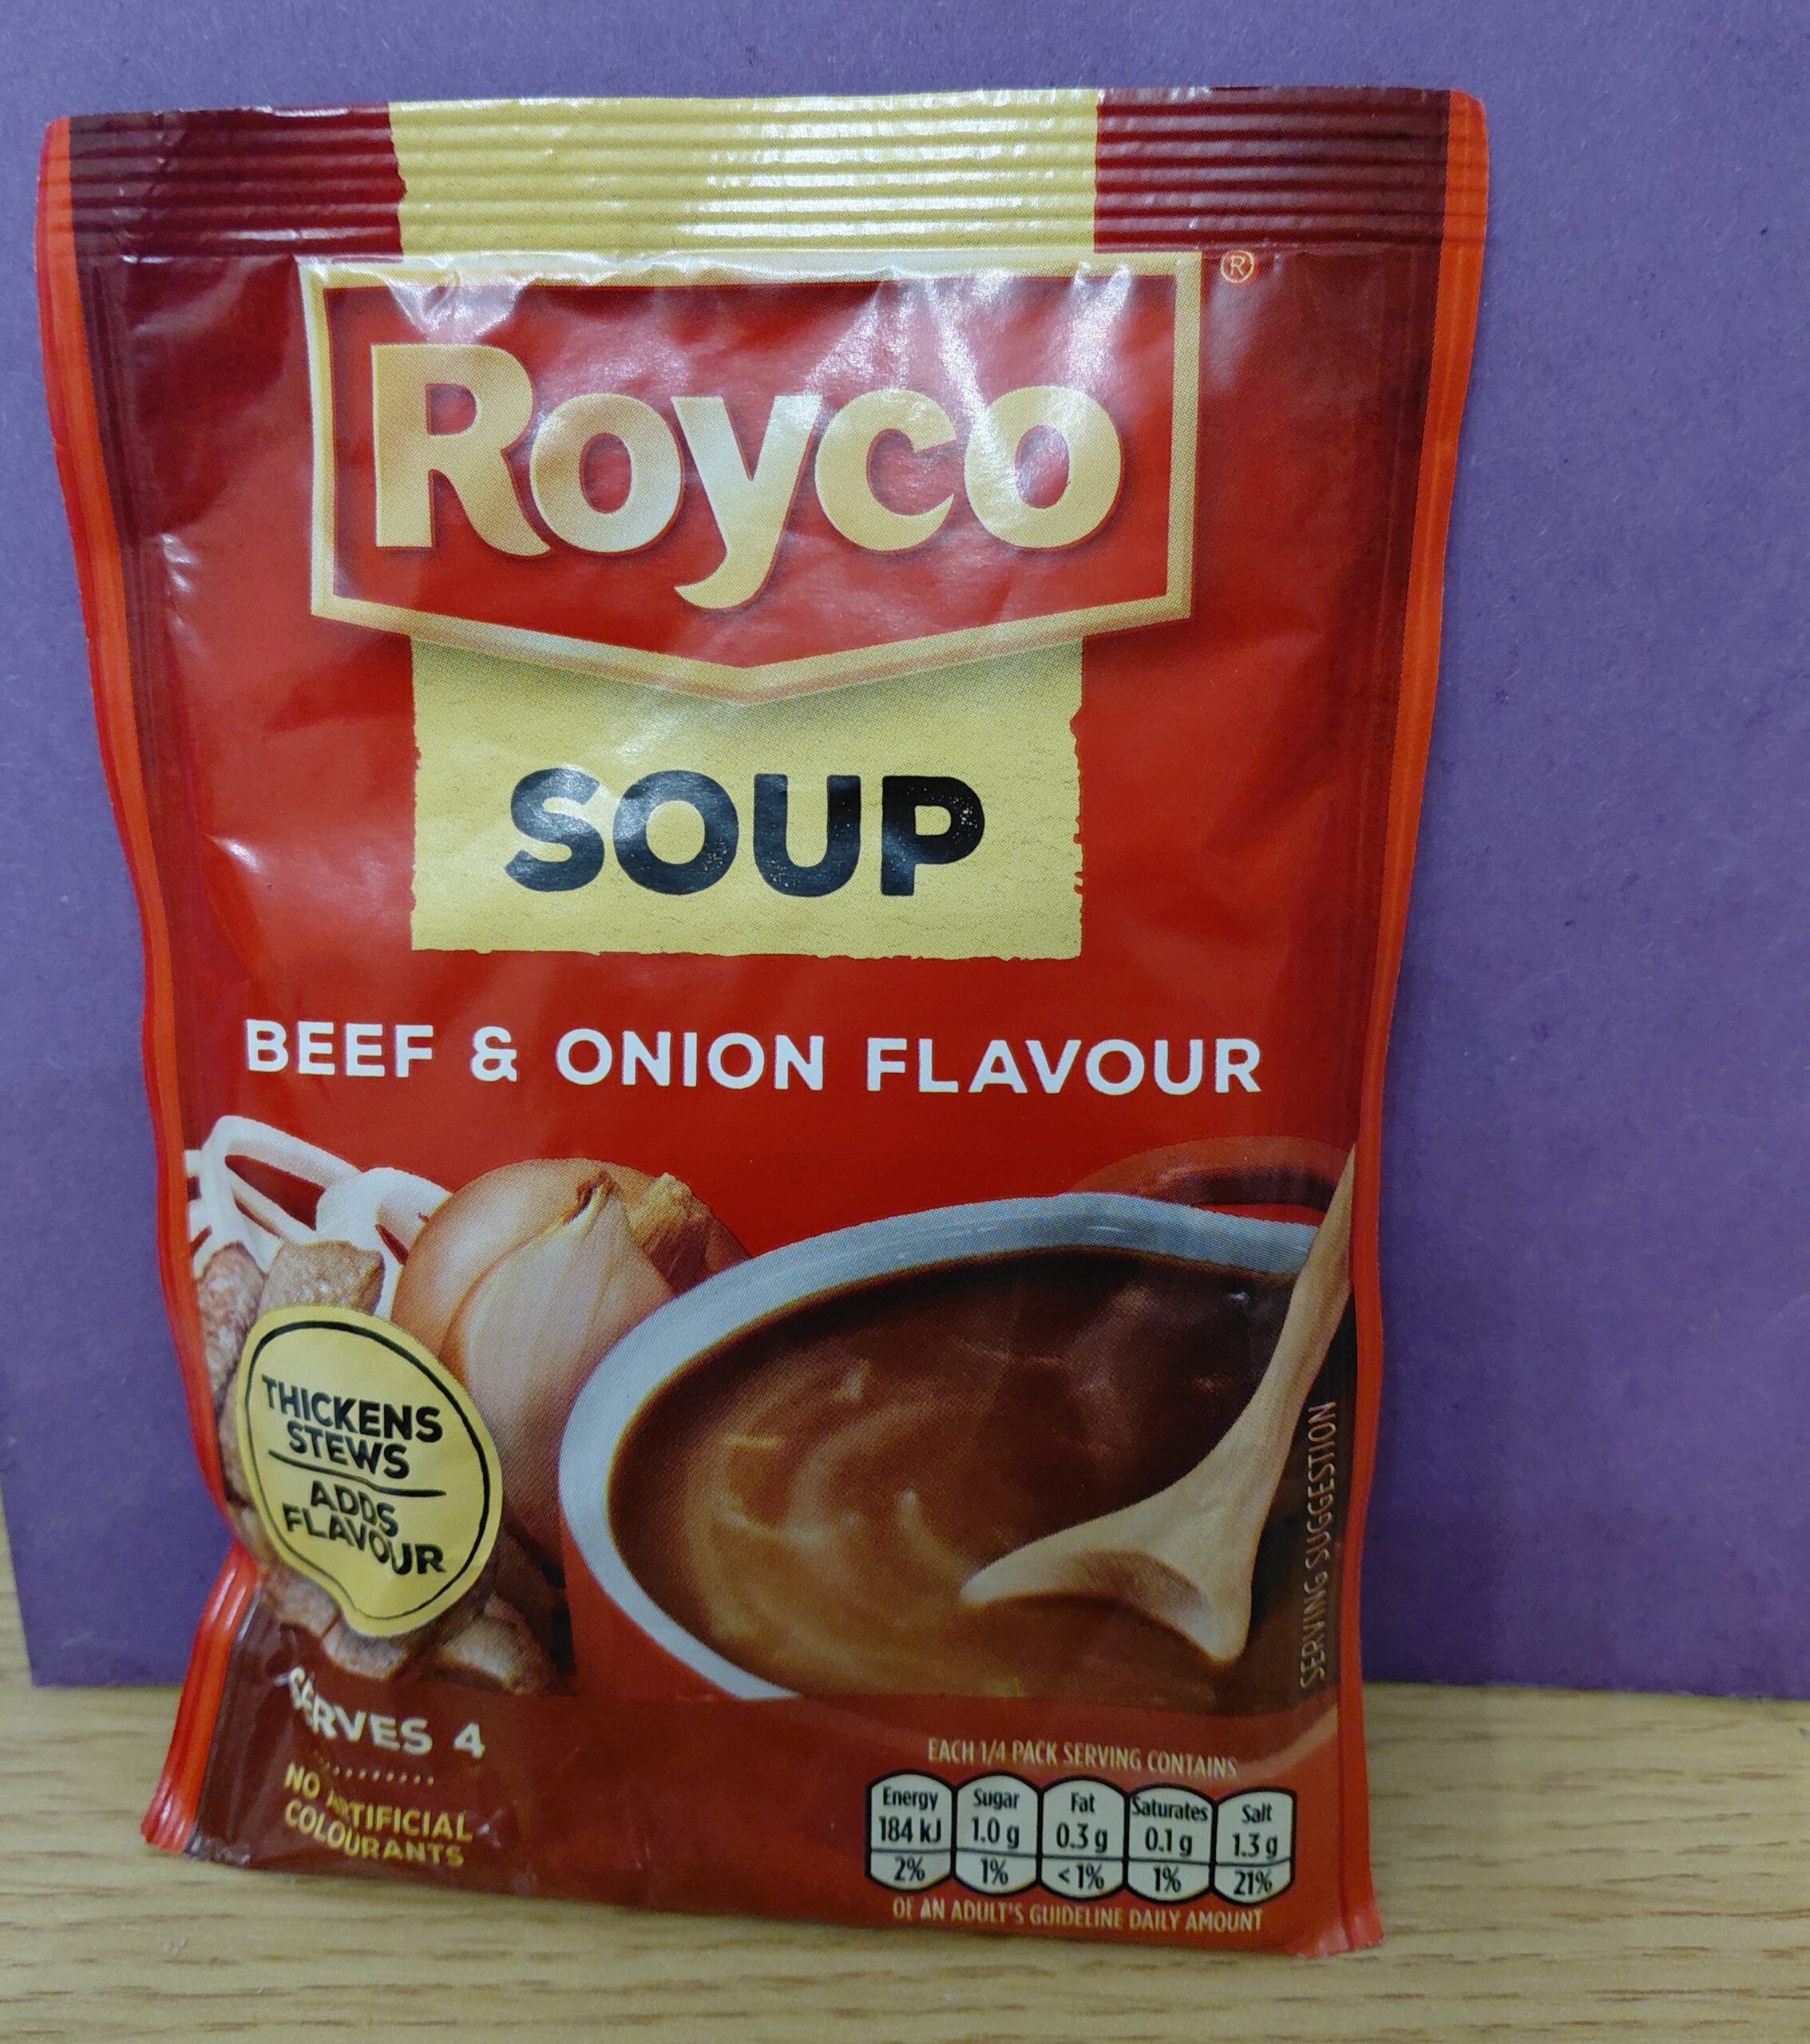 Royco
®
SOUP
BEEF & ONION FLAVOUR
THICKENS
STEWS
ADDS
FLAVOUR
SERVING SUGGESTION
SERVES 4
NO ARTIFICIAL
COLOURANTS
EACH 1/4 PACK SERVING CONTAINS
Energy Sugar Fat Saturates Salt
184 kJ 1.0 g 0.3 g 0.1 g 1.3 g
2% 1% <1% 1% 21%
OF AN ADULT'S GUIDELINE DAILY AMOUNT